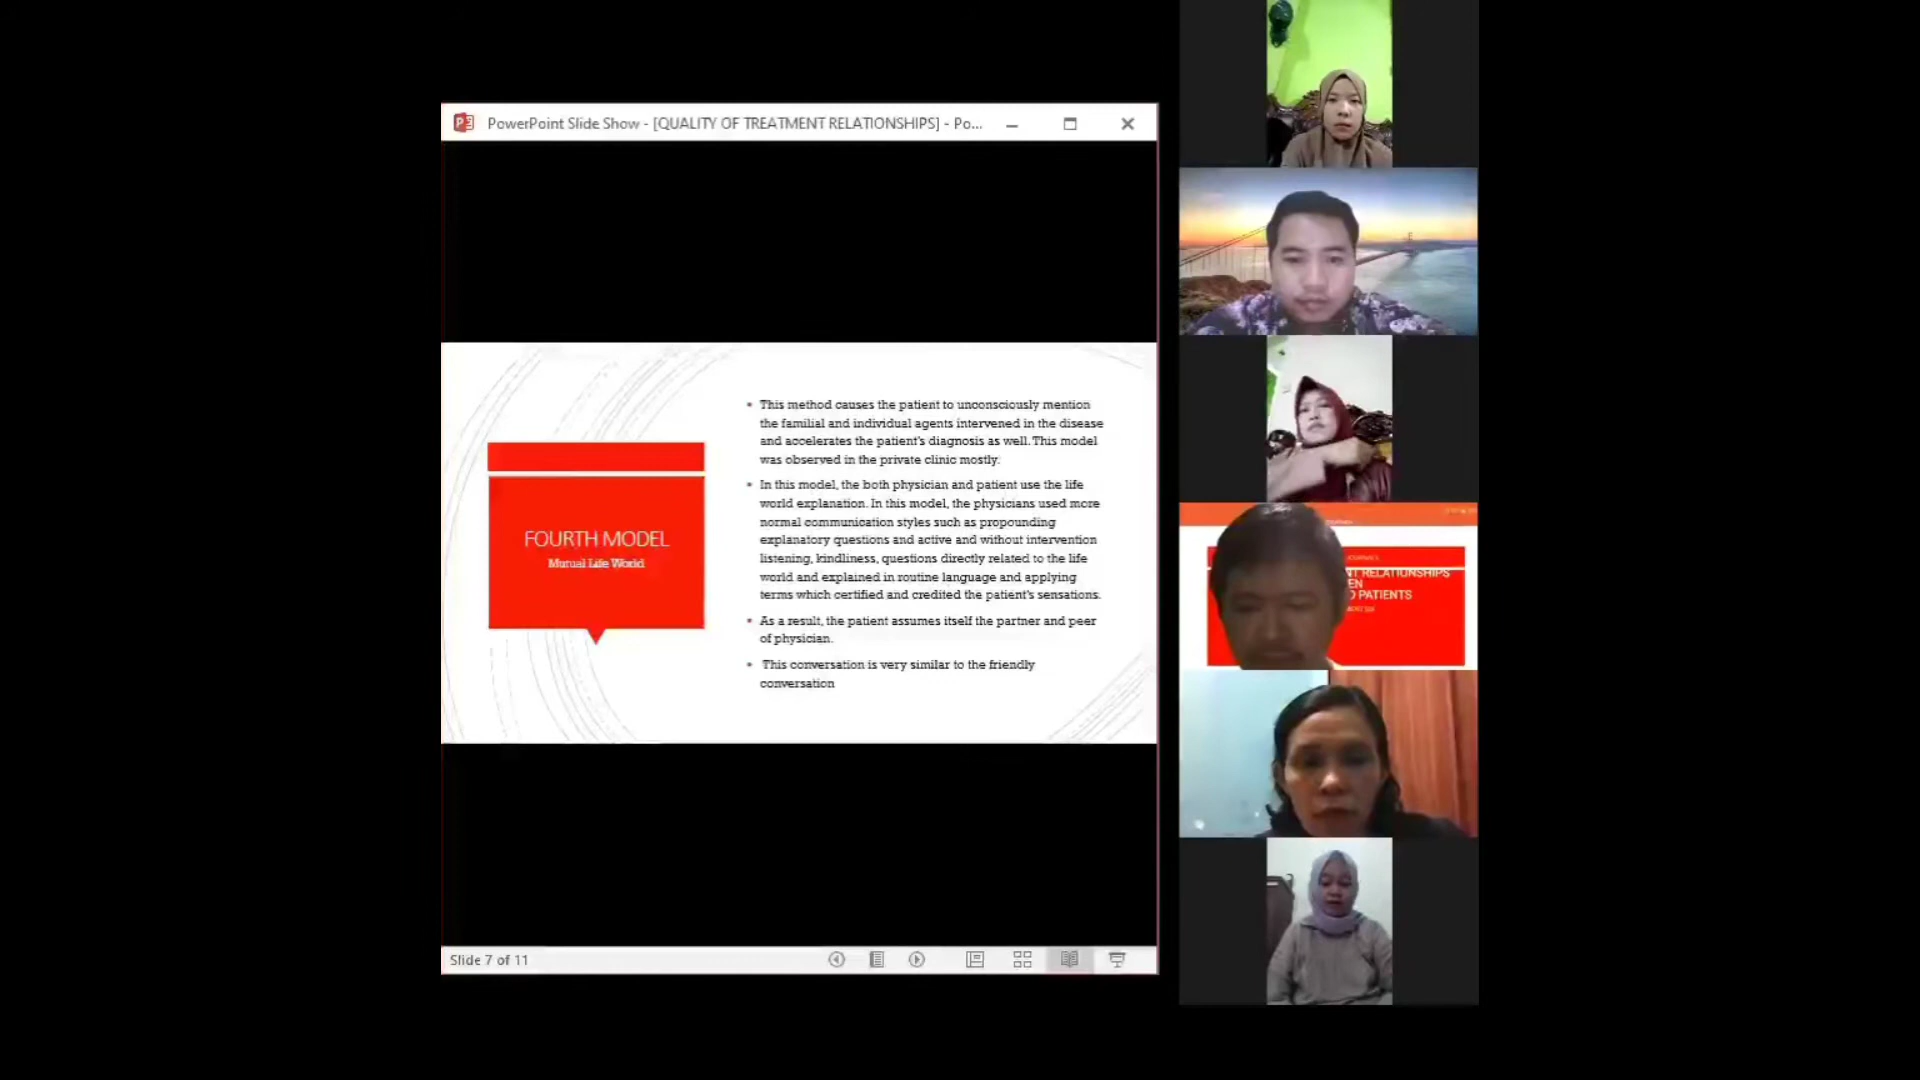 PowerPoint Slide Show - [QUALITY OF TREATMENT RELATIONSHIPS] - Po...
FOURTH MODEL
Mutual Life World
• This method causes the patient to unconsciously mention
the familial and individual agents intervened in the disease
and accelerates the patient's diagnosis as well. This model
was observed in the private clinic mostly.
• In this model, the both physician and patient use the life
world explanation. In this model, the physicians used more
normal communication styles such as propounding
explanatory questions and active and without intervention
listening, kindliness, questions directly related to the life
world and explained in routine language and applying
terms which certified and credited the patient's sensations.
• As a result, the patient assumes itself the partner and peer
of physician.
• This conversation is very similar to the friendly
conversation
Slide 7 of 11
NT RELATIONSHIPS
EN
PATIENTS